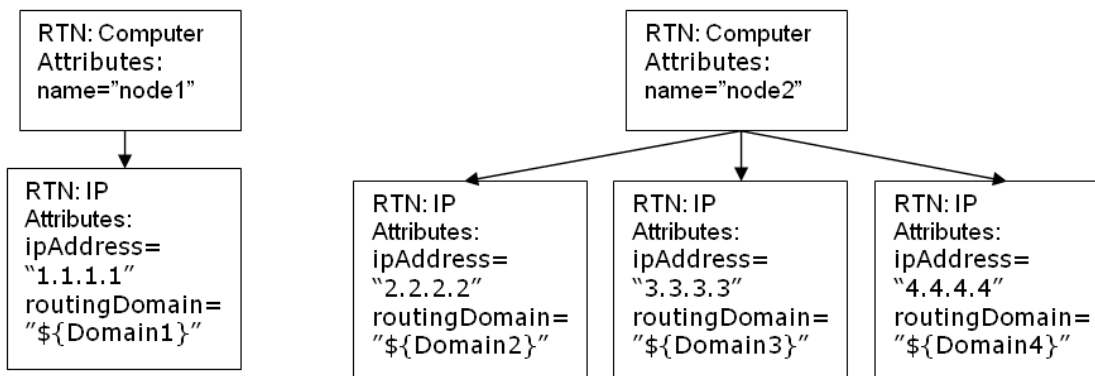 RTN: Computer
Attributes:
name=”node1”
RTN: IP
Attributes:
ipAddress=
“1.1.1.1”
routingDomain=
”${Domain1}”
RTN: Computer
Attributes:
name=”node2”
RTN: IP
Attributes:
ipAddress=
“2.2.2.2”
routingDomain=
”${Domain2}”
RTN: IP
Attributes:
ipAddress=
“3.3.3.3”
routingDomain=
”${Domain3}”
RTN: IP
Attributes:
ipAddress=
“4.4.4.4”
routingDomain=
”${Domain4}”